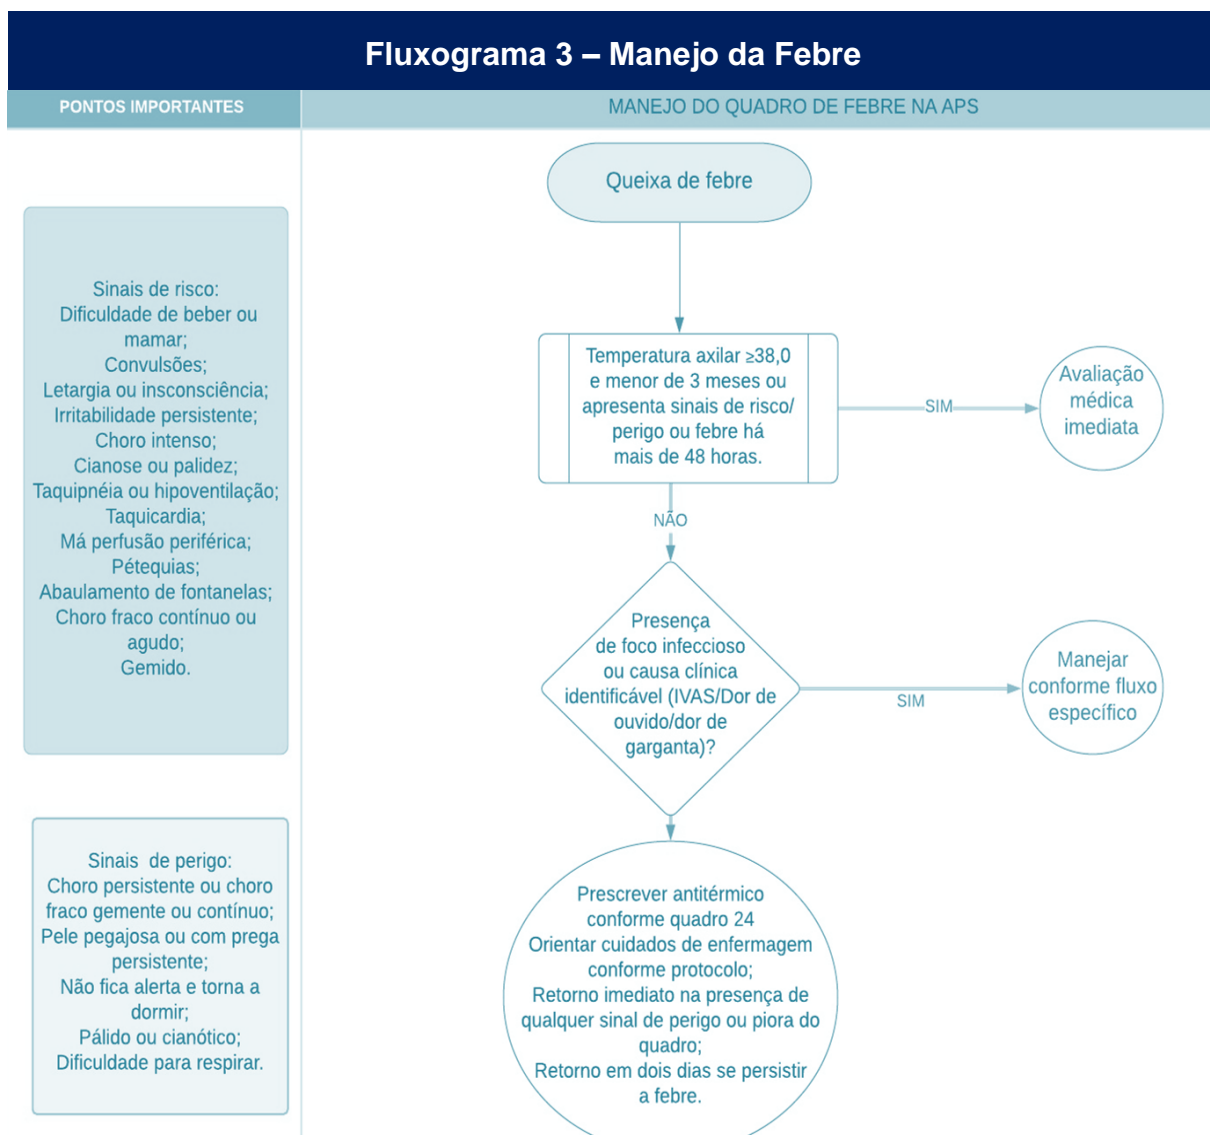 Fluxograma 3 – Manejo da Febre
PONTOS IMPORTANTES
MANEJO DO QUADRO DE FEBRE NA APS
Sinais de risco:
Dificuldade de beber ou
mamar;
Convulsões;
Letargia ou insconsciência;
Irritabilidade persistente;
Choro intenso;
Cianose ou palidez;
Taquipnéia ou hipoventilação;
Taquicardia;
Má perfusão periférica;
Pétequias;
Abaulamento de fontanelas;
Choro fraco contínuo ou
agudo;
Gemido.
Sinais de perigo:
Choro persistente ou choro
fraco gemente ou contínuo;
Pele pegajosa ou com prega
persistente;
Não fica alerta e torna a
dormir;
Pálido ou cianótico;
Dificuldade para respirar.
Queixa de febre
Temperatura axilar ≥38,0
e menor de 3 meses ou
apresenta sinais de risco/
perigo ou febre há
mais de 48 horas.
SIM
Avaliação
médica
imediata
NÃO
Presença
de foco infeccioso
ou causa clínica
identificável (IVAS/Dor de
ouvido/dor de
garganta)?
SIM
Manejar
conforme fluxo
específico
Prescrever antitérmico
conforme quadro 24
Orientar cuidados de enfermagem
conforme protocolo;
Retorno imediato na presença de
qualquer sinal de perigo ou piora do
quadro;
Retorno em dois dias se persistir
a febre.